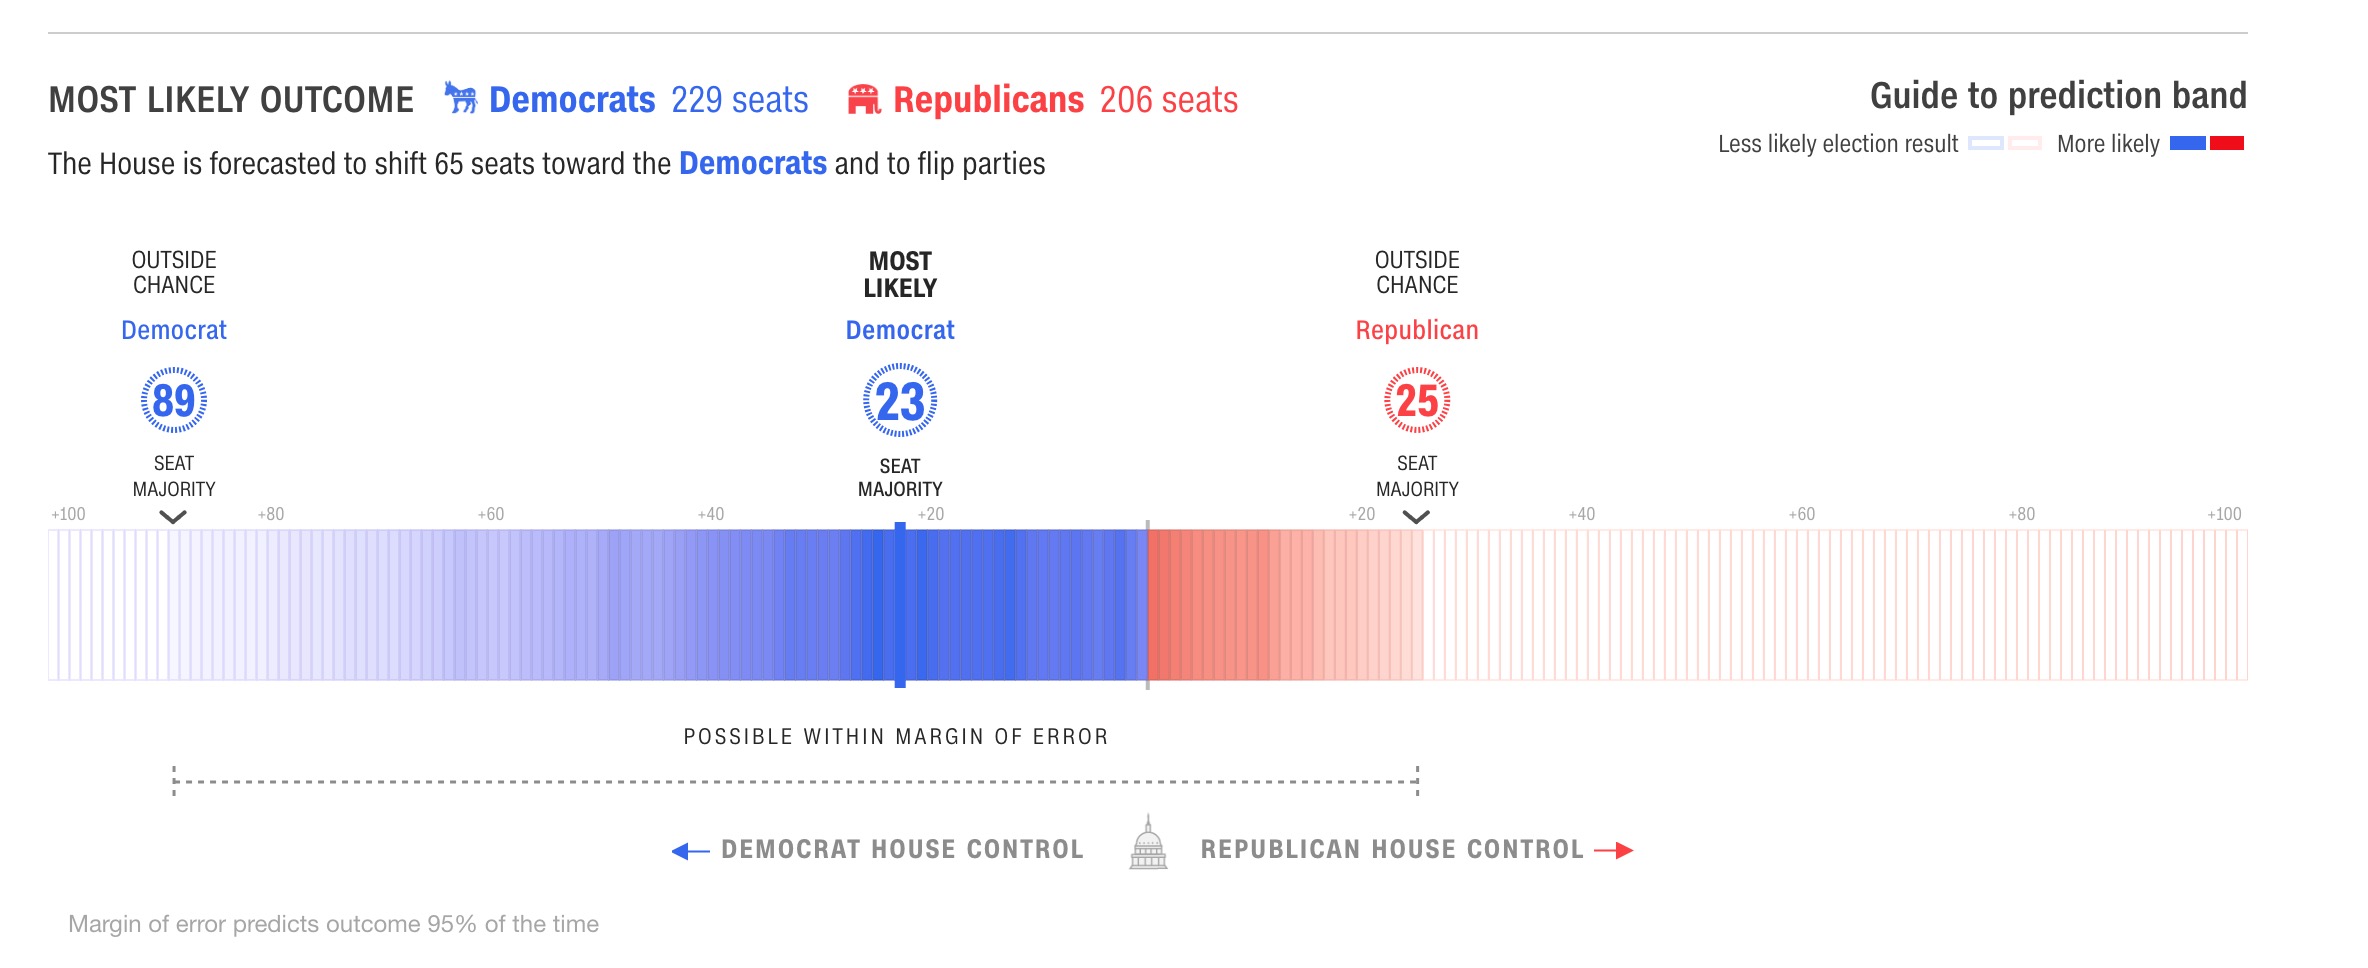 MOST LIKELY OUTCOME Democrats 229 seats Republicans 206 seats
The House is forecasted to shift 65 seats toward the Democrats and to flip parties
Guide to prediction band
Less likely election result More likely
OUTSIDE
CHANCE
Democrat
89
SEAT
MAJORITY
MOST
LIKELY
Democrat
23
SEAT
MAJORITY
OUTSIDE
CHANCE
Republican
25
SEAT
MAJORITY
+100 +80 +60 +40 +20 +20 +40 +60 +80 +100
POSSIBLE WITHIN MARGIN OF ERROR
DEMOCRAT HOUSE CONTROL REPUBLICAN HOUSE CONTROL
Margin of error predicts outcome 95% of the time